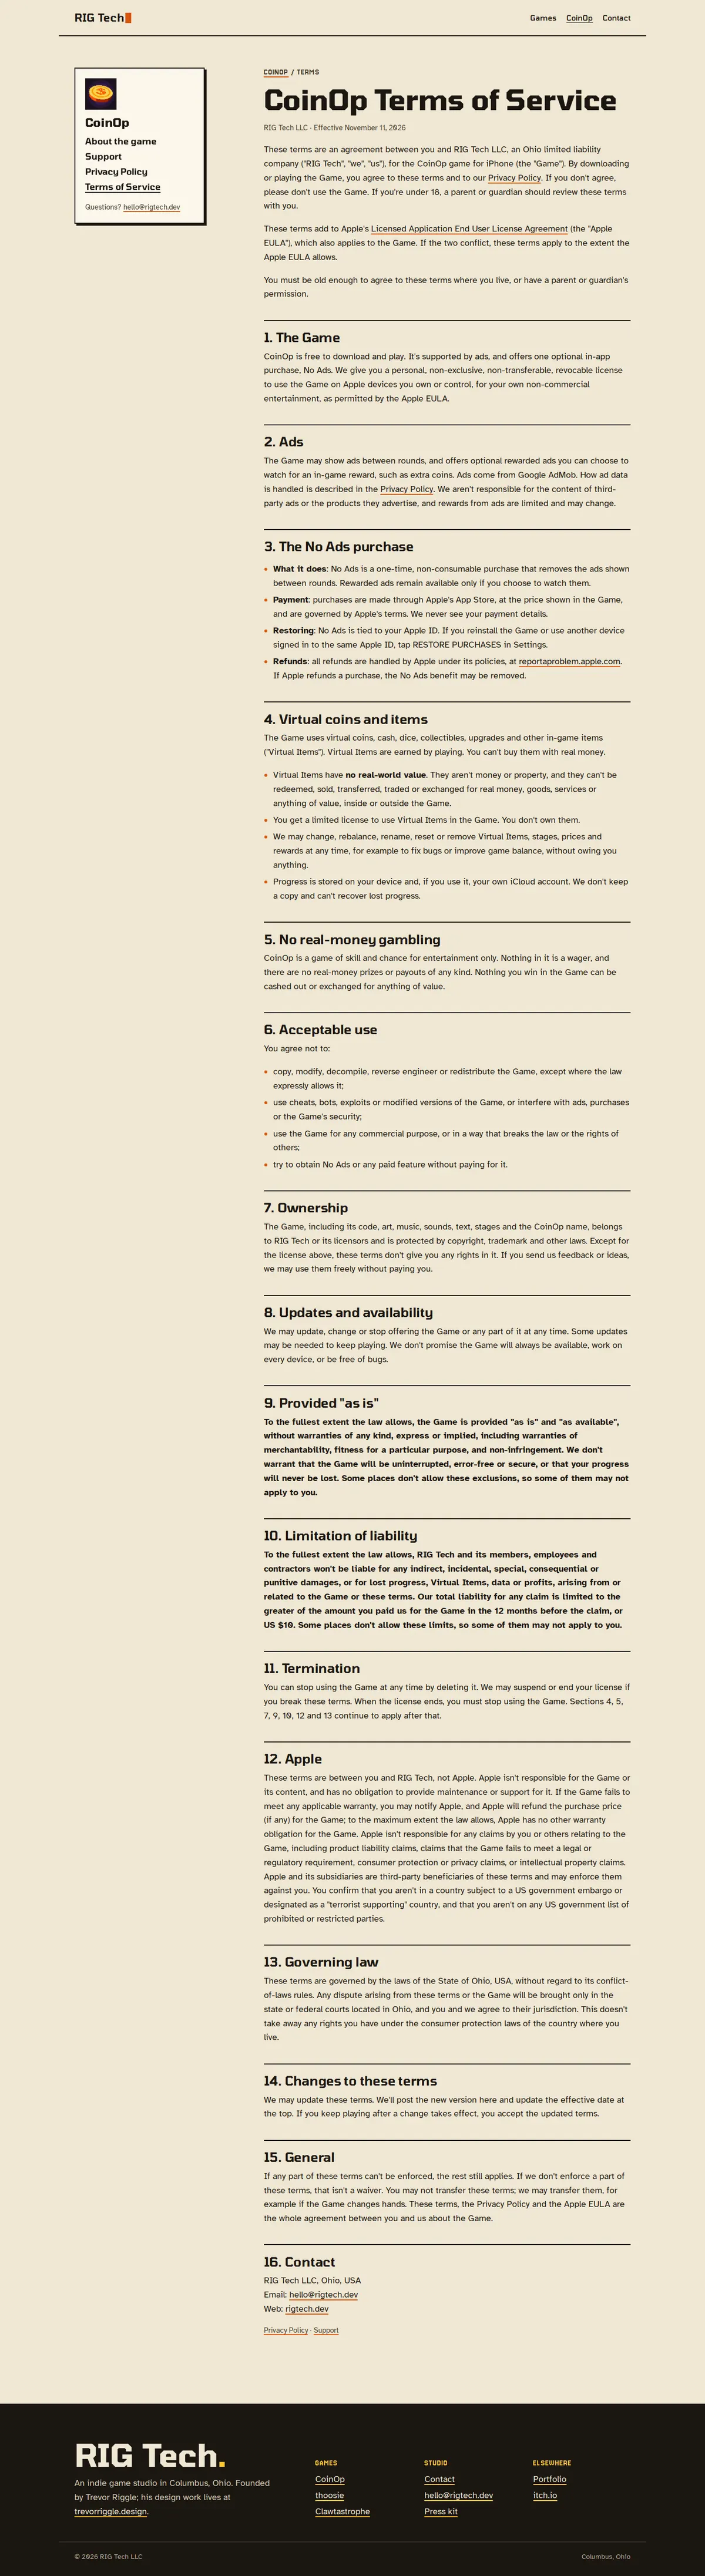 RIG Tech
Games CoinOp Contact
CoinOp
About the game
Support
Privacy Policy
Terms of Service
Questions? hello@rigtech.dev
COINOP / TERMS
CoinOp Terms of Service
RIG Tech LLC · Effective November 11, 2026
These terms are an agreement between you and RIG Tech LLC, an Ohio limited liability
company ("RIG Tech", "we", "us"), for the CoinOp game for iPhone (the "Game"). By downloading
or playing the Game, you agree to these terms and to our Privacy Policy. If you don't agree,
please don't use the Game. If you're under 18, a parent or guardian should review these terms
with you.
These terms add to Apple's Licensed Application End User License Agreement (the "Apple
EULA"), which also applies to the Game. If the two conflict, these terms apply to the extent the
Apple EULA allows.
You must be old enough to agree to these terms where you live, or have a parent or guardian's
permission.
1. The Game
CoinOp is free to download and play. It's supported by ads, and offers one optional in-app
purchase, No Ads. We give you a personal, non-exclusive, non-transferable, revocable license
to use the Game on Apple devices you own or control, for your own non-commercial
entertainment, as permitted by the Apple EULA.
2. Ads
The Game may show ads between rounds, and offers optional rewarded ads you can choose to
watch for an in-game reward, such as extra coins. Ads come from Google AdMob. How ad data
is handled is described in the Privacy Policy. We aren't responsible for the content of third-
party ads or the products they advertise, and rewards from ads are limited and may change.
3. The No Ads purchase
• What it does: No Ads is a one-time, non-consumable purchase that removes the ads shown
between rounds. Rewarded ads remain available only if you choose to watch them.
• Payment: purchases are made through Apple's App Store, at the price shown in the Game,
and are governed by Apple's terms. We never see your payment details.
• Restoring: No Ads is tied to your Apple ID. If you reinstall the Game or use another device
signed in to the same Apple ID, tap RESTORE PURCHASES in Settings.
• Refunds: all refunds are handled by Apple under its policies, at reportaproblem.apple.com.
If Apple refunds a purchase, the No Ads benefit may be removed.
4. Virtual coins and items
The Game uses virtual coins, cash, dice, collectibles, upgrades and other in-game items
("Virtual Items"). Virtual Items are earned by playing. You can't buy them with real money.
• Virtual Items have no real-world value. They aren't money or property, and they can't be
redeemed, sold, transferred, traded or exchanged for real money, goods, services or
anything of value, inside or outside the Game.
• You get a limited license to use Virtual Items in the Game. You don't own them.
• We may change, rebalance, rename, reset or remove Virtual Items, stages, prices and
rewards at any time, for example to fix bugs or improve game balance, without owing you
anything.
• Progress is stored on your device and, if you use it, your own iCloud account. We don't keep
a copy and can't recover lost progress.
5. No real-money gambling
CoinOp is a game of skill and chance for entertainment only. Nothing in it is a wager, and
there are no real-money prizes or payouts of any kind. Nothing you win in the Game can be
cashed out or exchanged for anything of value.
6. Acceptable use
You agree not to:
• copy, modify, decompile, reverse engineer or redistribute the Game, except where the law
expressly allows it;
• use cheats, bots, exploits or modified versions of the Game, or interfere with ads, purchases
or the Game's security;
• use the Game for any commercial purpose, or in a way that breaks the law or the rights of
others;
• try to obtain No Ads or any paid feature without paying for it.
7. Ownership
The Game, including its code, art, music, sounds, text, stages and the CoinOp name, belongs
to RIG Tech or its licensors and is protected by copyright, trademark and other laws. Except for
the license above, these terms don't give you any rights in it. If you send us feedback or ideas,
we may use them freely without paying you.
8. Updates and availability
We may update, change or stop offering the Game or any part of it at any time. Some updates
may be needed to keep playing. We don't promise the Game will always be available, work on
every device, or be free of bugs.
9. Provided "as is"
To the fullest extent the law allows, the Game is provided "as is" and "as available",
without warranties of any kind, express or implied, including warranties of
merchantability, fitness for a particular purpose, and non-infringement. We don't
warrant that the Game will be uninterrupted, error-free or secure, or that your progress
will never be lost. Some places don't allow these exclusions, so some of them may not
apply to you.
10. Limitation of liability
To the fullest extent the law allows, RIG Tech and its members, employees and
contractors won't be liable for any indirect, incidental, special, consequential or
punitive damages, or for lost progress, Virtual Items, data or profits, arising from or
related to the Game or these terms. Our total liability for any claim is limited to the
greater of the amount you paid us for the Game in the 12 months before the claim, or
US $10. Some places don't allow these limits, so some of them may not apply to you.
11. Termination
You can stop using the Game at any time by deleting it. We may suspend or end your license if
you break these terms. When the license ends, you must stop using the Game. Sections 4, 5,
7, 9, 10, 12 and 13 continue to apply after that.
12. Apple
These terms are between you and RIG Tech, not Apple. Apple isn't responsible for the Game or
its content, and has no obligation to provide maintenance or support for it. If the Game fails to
meet any applicable warranty, you may notify Apple, and Apple will refund the purchase price
(if any) for the Game; to the maximum extent the law allows, Apple has no other warranty
obligation for the Game. Apple isn't responsible for any claims by you or others relating to the
Game, including product liability claims, claims that the Game fails to meet a legal or
regulatory requirement, consumer protection or privacy claims, or intellectual property claims.
Apple and its subsidiaries are third-party beneficiaries of these terms and may enforce them
against you. You confirm that you aren't in a country subject to a US government embargo or
designated as a "terrorist supporting" country, and that you aren't on any US government list of
prohibited or restricted parties.
13. Governing law
These terms are governed by the laws of the State of Ohio, USA, without regard to its conflict-
of-laws rules. Any dispute arising from these terms or the Game will be brought only in the
state or federal courts located in Ohio, and you and we agree to their jurisdiction. This doesn't
take away any rights you have under the consumer protection laws of the country where you
live.
14. Changes to these terms
We may update these terms. We'll post the new version here and update the effective date at
the top. If you keep playing after a change takes effect, you accept the updated terms.
15. General
If any part of these terms can't be enforced, the rest still applies. If we don't enforce a part of
these terms, that isn't a waiver. You may not transfer these terms; we may transfer them, for
example if the Game changes hands. These terms, the Privacy Policy and the Apple EULA are
the whole agreement between you and us about the Game.
16. Contact
RIG Tech LLC, Ohio, USA
Email: hello@rigtech.dev
Web: rigtech.dev
Privacy Policy · Support
RIG Tech.
An indie game studio in Columbus, Ohio. Founded
by Trevor Riggle; his design work lives at
trevorriggle.design.
GAMES
CoinOp
thoosie
Clawtastrophe
STUDIO
Contact
hello@rigtech.dev
Press kit
ELSEWHERE
Portfolio
itch.io
© 2026 RIG Tech LLC
Columbus, Ohio